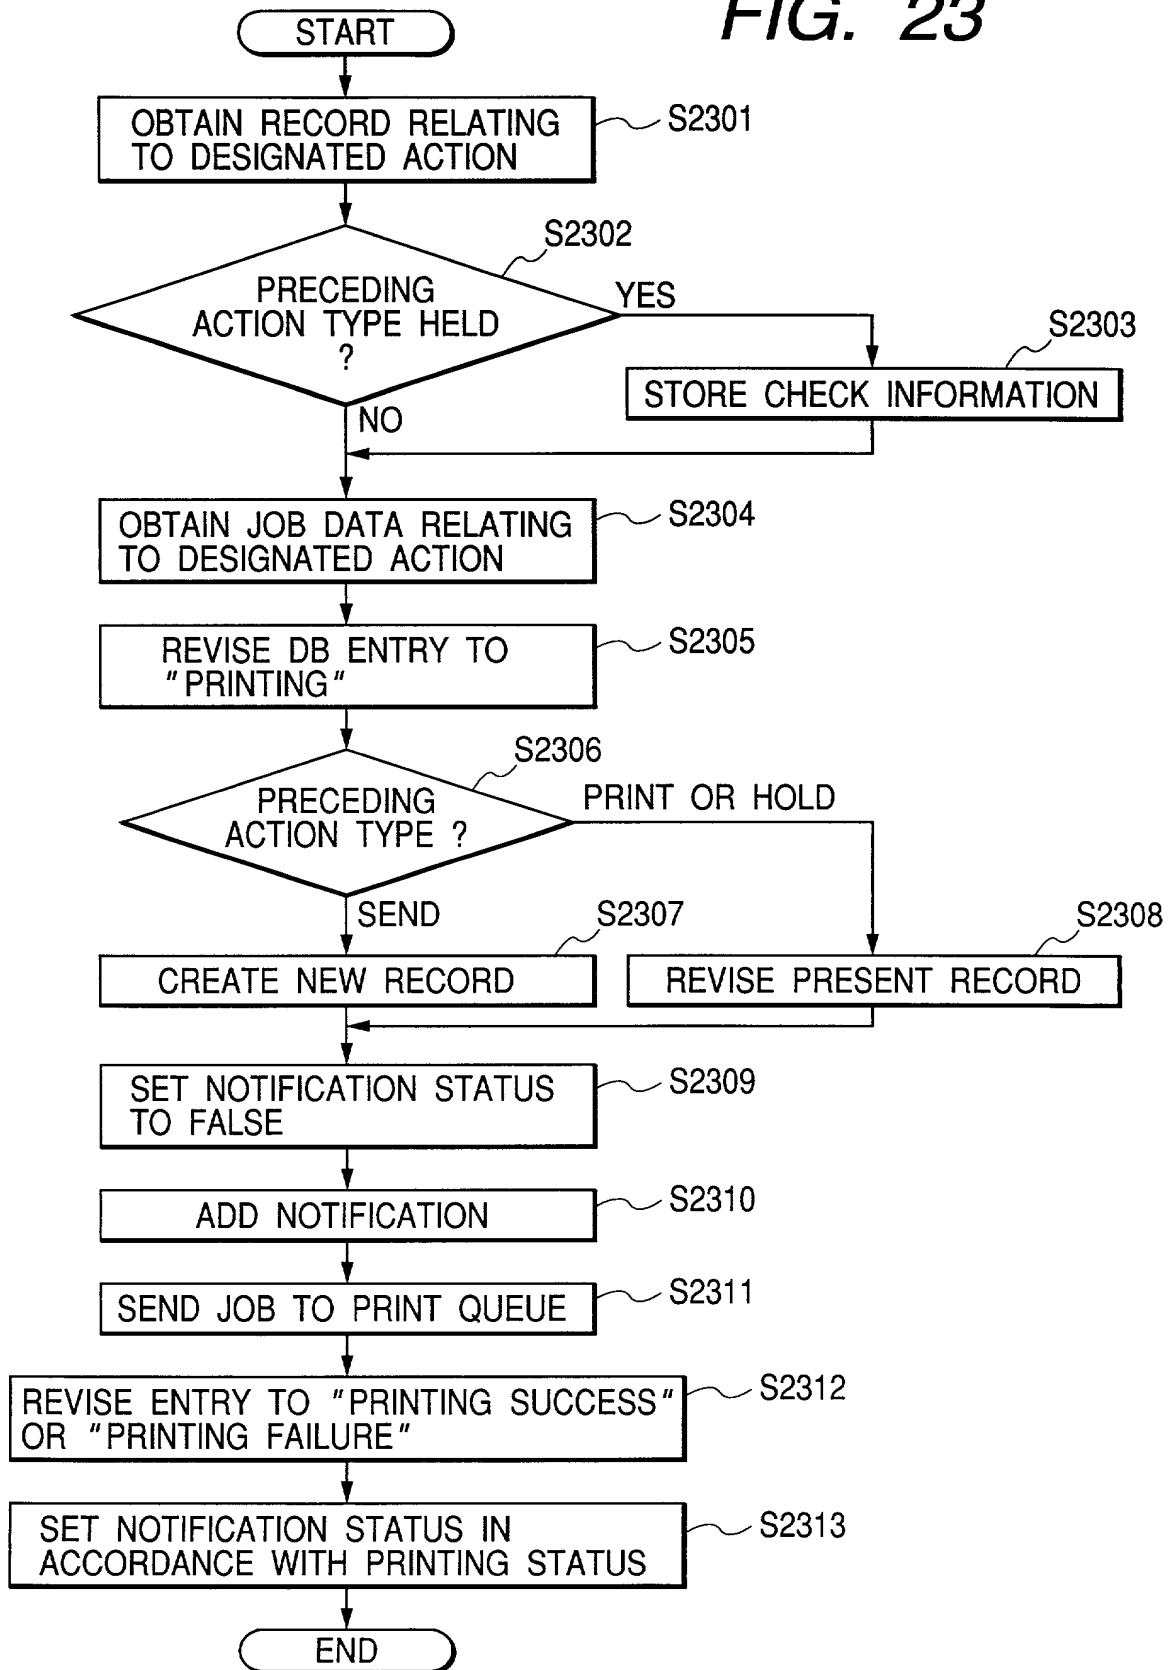 FIG. 23
START
OBTAIN RECORD RELATING
TO DESIGNATED ACTION
S2301
S2302
PRECEDING
ACTION TYPE HELD
?
YES
NO
S2303
STORE CHECK INFORMATION
OBTAIN JOB DATA RELATING
TO DESIGNATED ACTION
S2304
REVISE DB ENTRY TO
"PRINTING"
S2305
S2306
PRECEDING
ACTION TYPE ?
PRINT OR HOLD
SEND
S2307
CREATE NEW RECORD
S2308
REVISE PRESENT RECORD
SET NOTIFICATION STATUS
TO FALSE
S2309
ADD NOTIFICATION
S2310
SEND JOB TO PRINT QUEUE
S2311
REVISE ENTRY TO "PRINTING SUCCESS"
OR "PRINTING FAILURE"
S2312
SET NOTIFICATION STATUS IN
ACCORDANCE WITH PRINTING STATUS
S2313
END